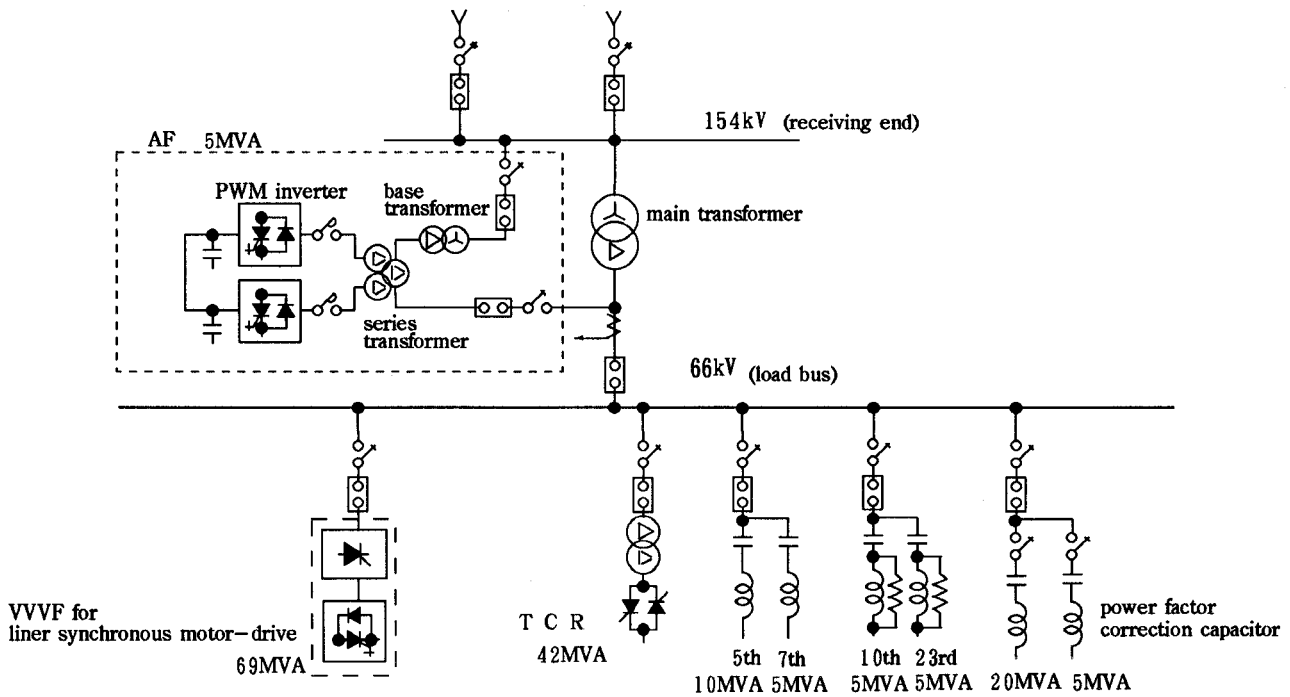 154kV (receiving end)
AF 5MVA
PWM inverter
base
transformer
main transformer
series
transformer
66kV (load bus)
VVVF for
liner synchronous motor-drive
69MVA
T C R
42MVA
5th 7th
10MVA 5MVA
10th 23rd
5MVA 5MVA
power factor
correction capacitor
20MVA 5MVA